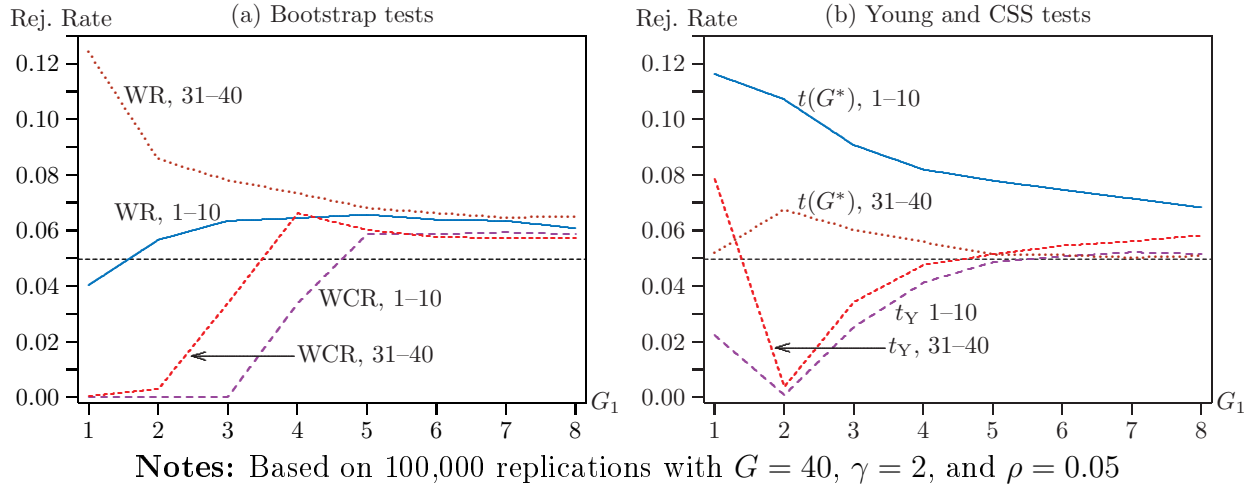 Rej. Rate
(a) Bootstrap tests
0.12
0.10
0.08
0.06
0.04
0.02
0.00
WR, 31–40
WR, 1–10
WCR, 1–10
WCR, 31–40
G₁
1 2 3 4 5 6 7 8
Rej. Rate
(b) Young and CSS tests
0.12
0.10
0.08
0.06
0.04
0.02
0.00
t(G*), 1–10
t(G*), 31–40
t_Y 1–10
t_Y, 31–40
G₁
1 2 3 4 5 6 7 8
Notes: Based on 100,000 replications with G = 40, γ = 2, and ρ = 0.05